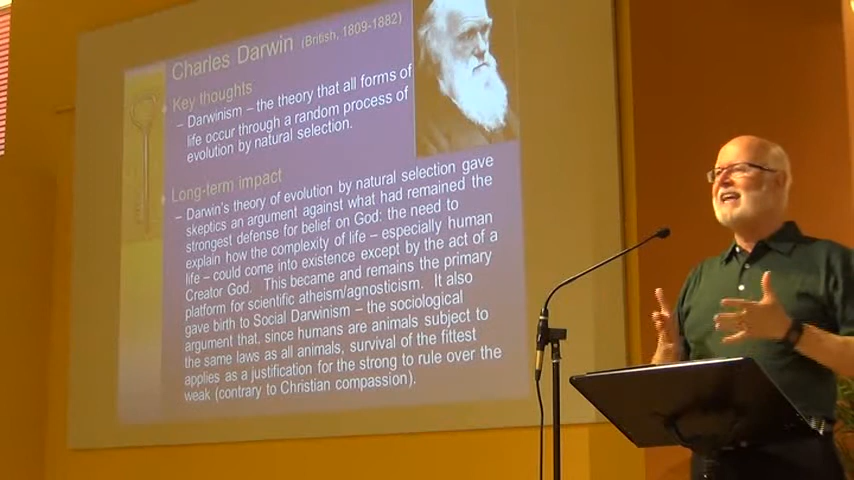 Charles Darwin (British, 1809-1882)
Key thoughts
– Darwinism – the theory that all forms of
life occur through a random process of
evolution by natural selection.
Long-term impact
– Darwin's theory of evolution by natural selection gave
skeptics an argument against what had remained the
strongest defense for belief on God: the need to
explain how the complexity of life – especially human
life – could come into existence except by the act of a
Creator God. This became and remains the primary
platform for scientific atheism/agnosticism. It also
gave birth to Social Darwinism – the sociological
argument that, since humans are animals subject to
the same laws as all animals, survival of the fittest
applies as a justification for the strong to rule over the
weak (contrary to Christian compassion).